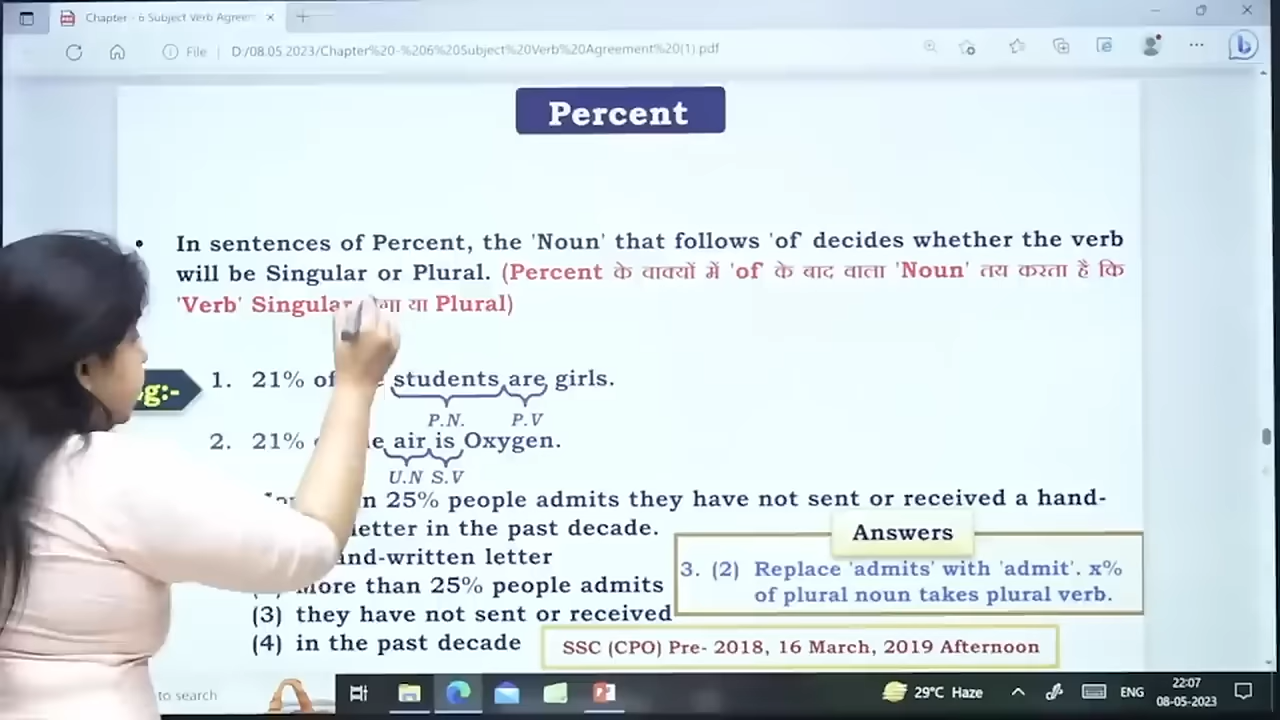 Chapter - 6 Subject Verb Agreem
File
D:/08.05.2023/Chapter%20-%206%20Subject%20Verb%20Agreement%20(1).pdf
Percent
• In sentences of Percent, the 'Noun' that follows 'of' decides whether the verb
will be Singular or Plural. (Percent के वाक्यों में 'of' के बाद वाला 'Noun' तय करता है कि
'Verb' Singular या Plural)
g:-
1. 21% of students are girls.
P.N. P.V
2. 21% air is Oxygen.
U.N S.V
25% people admits they have not sent or received a hand-
letter in the past decade.
letter
More than 25% people admits
(3) they have not sent or received
(4) in the past decade
Answers
3. (2) Replace 'admits' with 'admit'. x%
of plural noun takes plural verb.
SSC (CPO) Pre- 2018, 16 March, 2019 Afternoon
to search
29°C Haze
ENG
22:07
08-05-2023